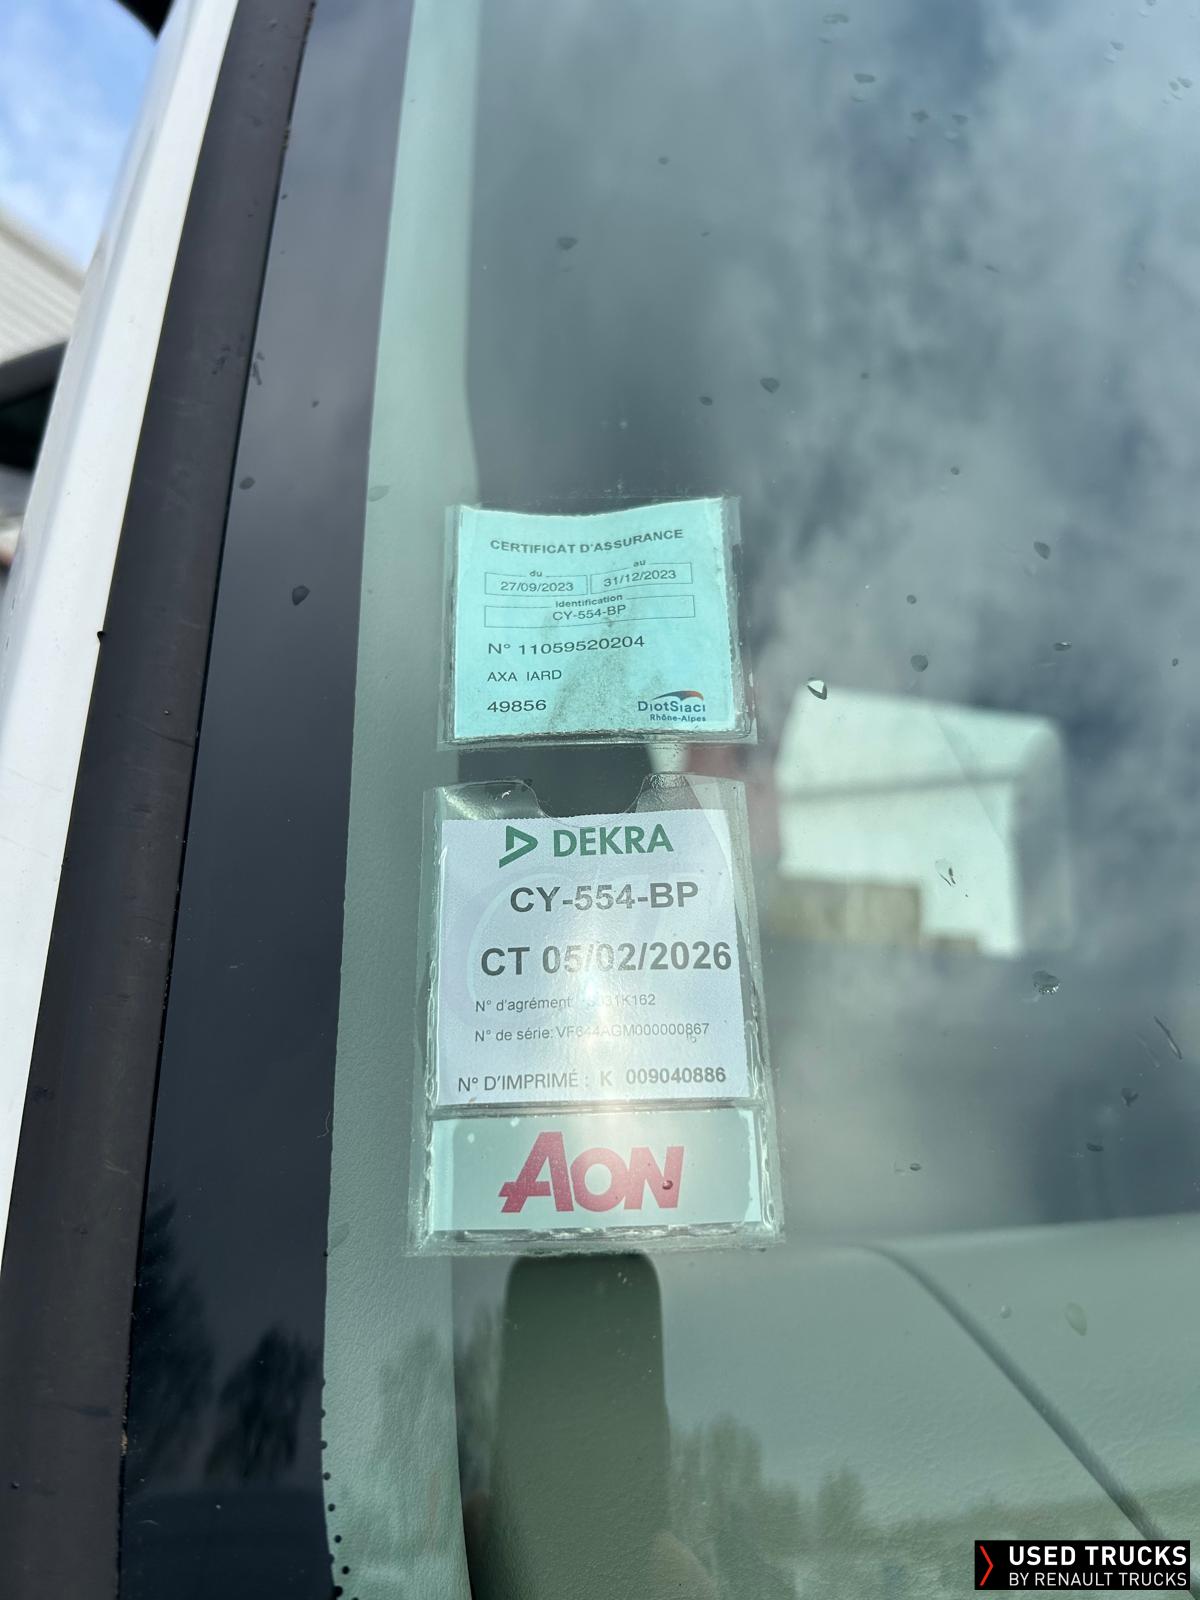 CERTIFICAT D'ASSURANCE
du au
27/09/2023 31/12/2023
Identification
CY-554-BP
N° 11059520204
AXA IARD
49856
DiotSiaci
Rhône-Alpes
DEKRA
CY-554-BP
CT 05/02/2026
N° d'agrément:
N° de série: VF644AGM000000867
N° D'IMPRIMÉ : K 009040886
AON
USED TRUCKS
BY RENAULT TRUCKS